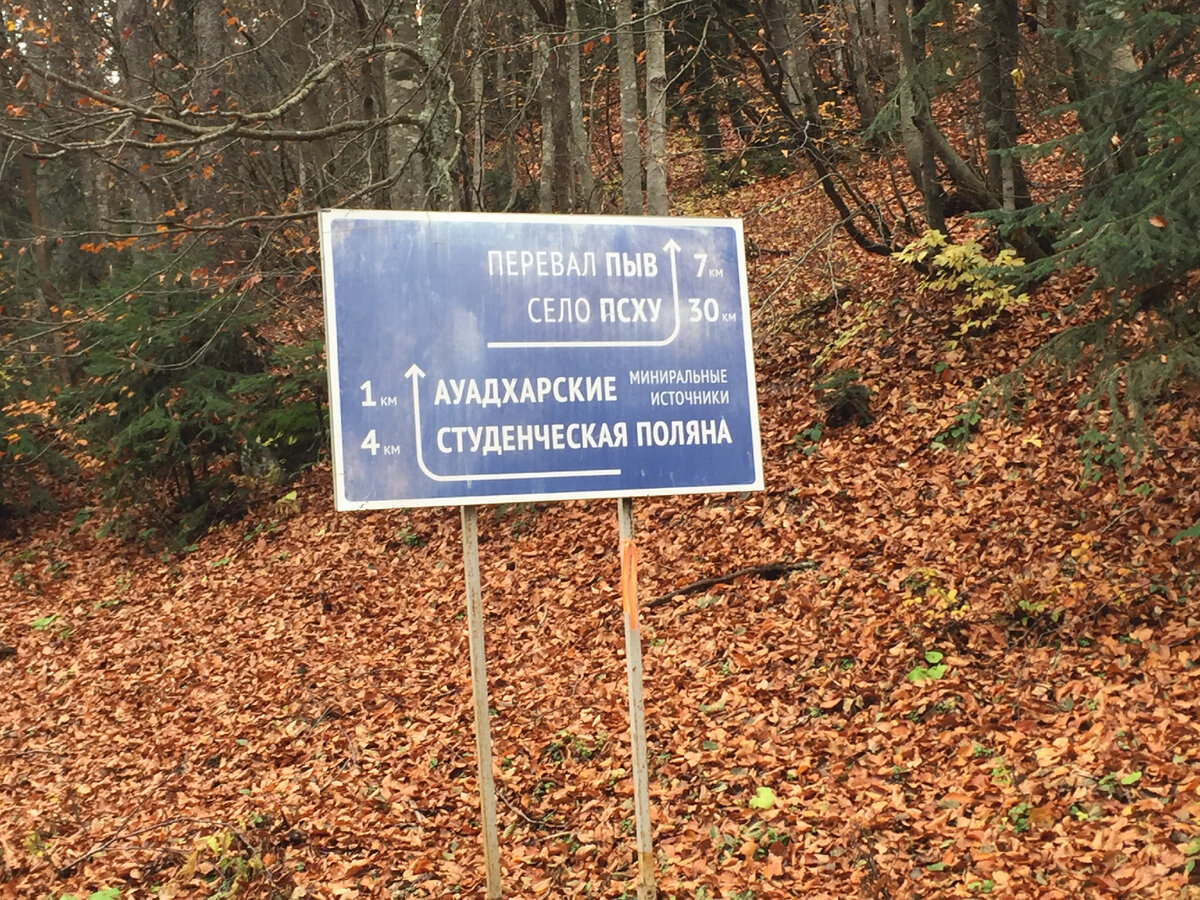 ПЕРЕВАЛ ПЫВ 7 км
СЕЛО ПСХУ 30 км
1 км АУАДХАРСКИЕ МИНИРАЛЬНЫЕ ИСТОЧНИКИ
4 км СТУДЕНЧЕСКАЯ ПОЛЯНА